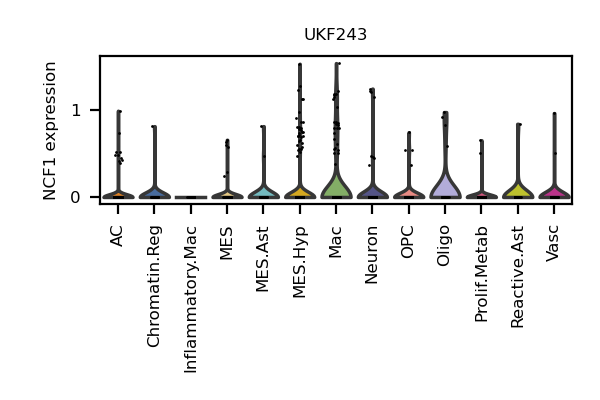 UKF243
NCF1 expression
1
0
AC
Chromatin.Reg
Inflammatory.Mac
MES
MES.Ast
MES.Hyp
Mac
Neuron
OPC
Oligo
Prolif.Metab
Reactive.Ast
Vasc